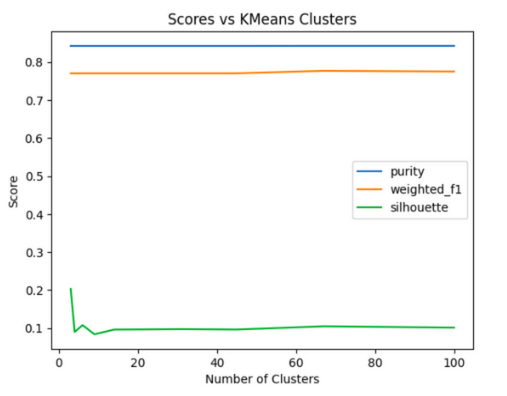 Scores vs KMeans Clusters
Score
0.8
0.7
0.6
0.5
0.4
0.3
0.2
0.1
purity
weighted_f1
silhouette
0 20 40 60 80 100
Number of Clusters